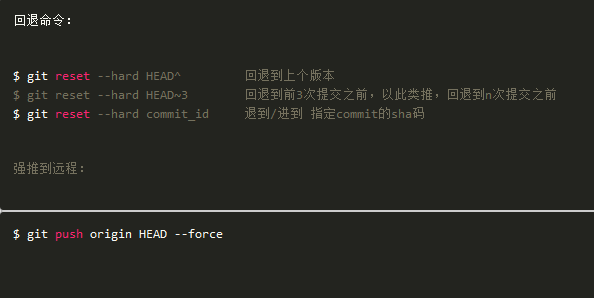 回退命令:
$ git reset --hard HEAD^ 回退到上个版本
$ git reset --hard HEAD~3 回退到前3次提交之前，以此类推，回退到n次提交之前
$ git reset --hard commit_id 退到/进到 指定commit的sha码
强推到远程:
$ git push origin HEAD --force